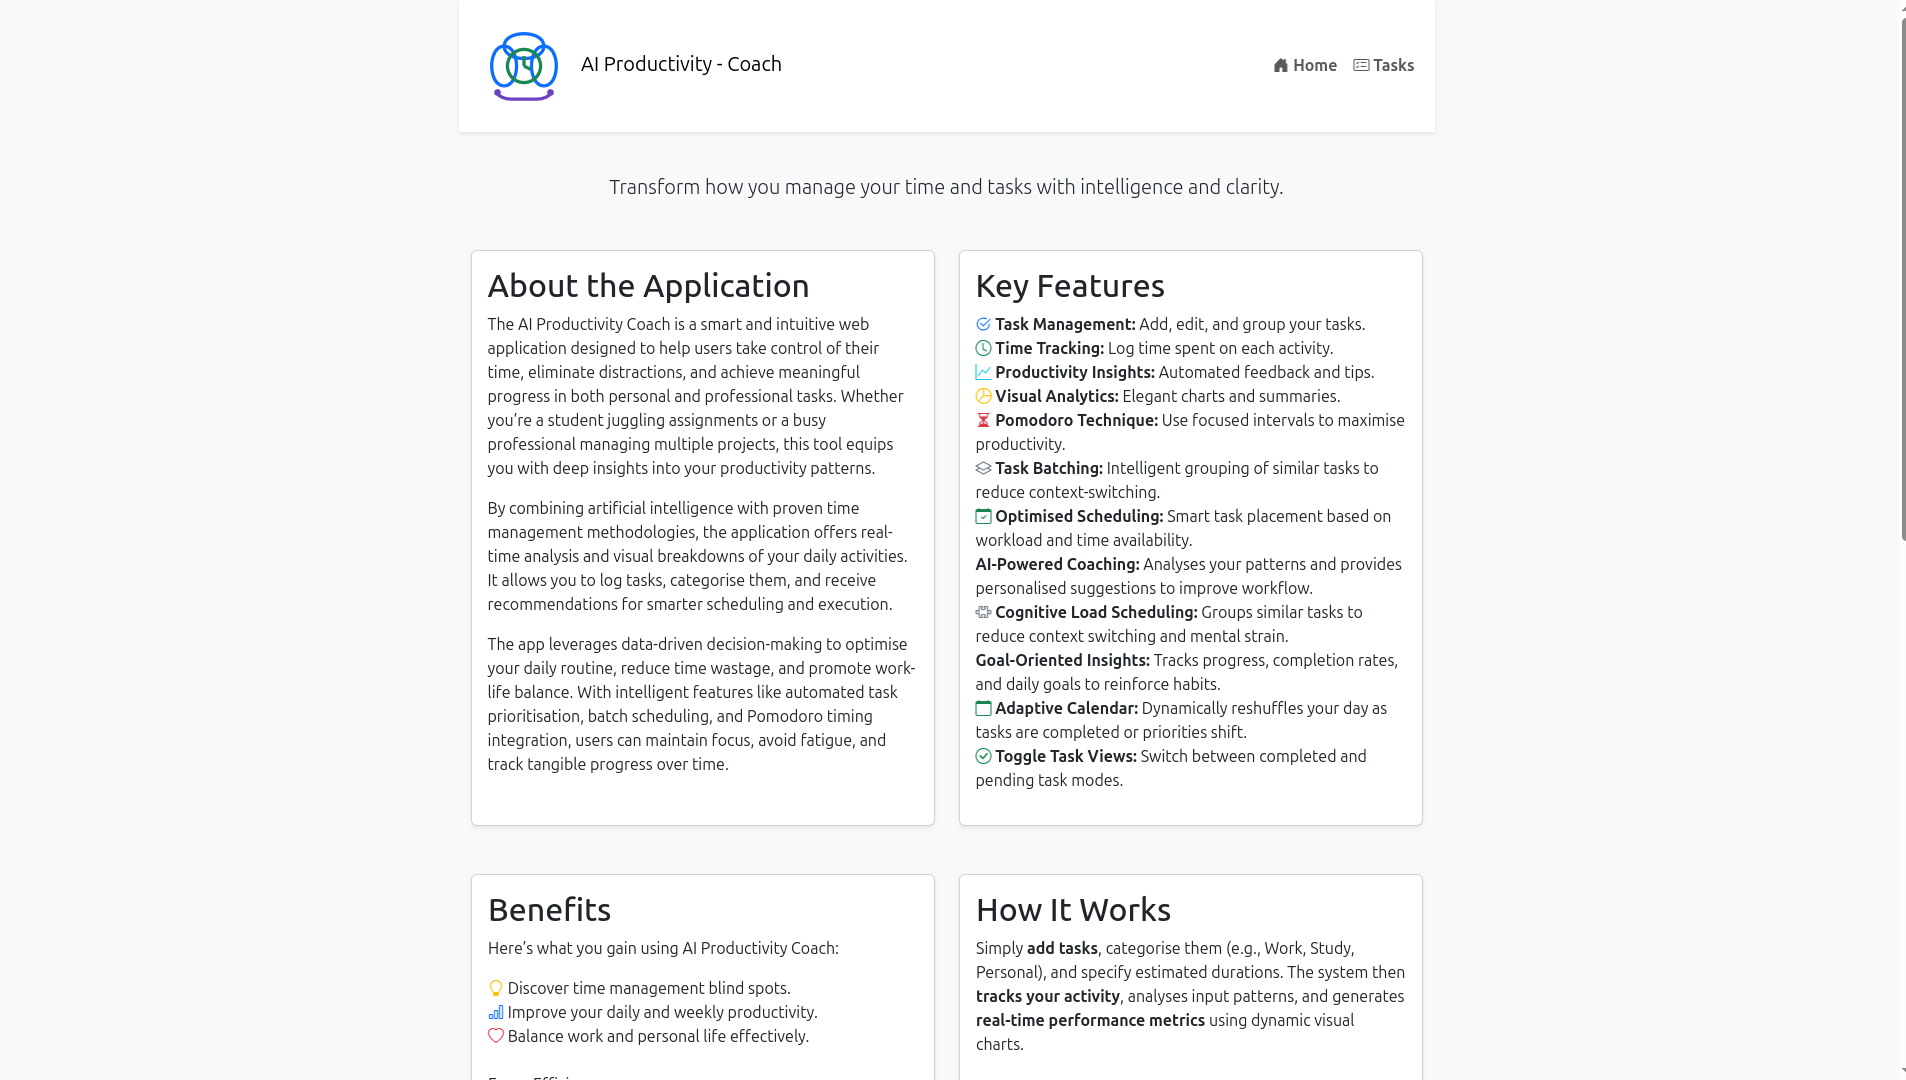 AI Productivity - Coach
Home
Tasks
Transform how you manage your time and tasks with intelligence and clarity.
About the Application
The AI Productivity Coach is a smart and intuitive web
application designed to help users take control of their
time, eliminate distractions, and achieve meaningful
progress in both personal and professional tasks. Whether
you’re a student juggling assignments or a busy
professional managing multiple projects, this tool equips
you with deep insights into your productivity patterns.
By combining artificial intelligence with proven time
management methodologies, the application offers real-
time analysis and visual breakdowns of your daily activities.
It allows you to log tasks, categorise them, and receive
recommendations for smarter scheduling and execution.
The app leverages data-driven decision-making to optimise
your daily routine, reduce time wastage, and promote work-
life balance. With intelligent features like automated task
prioritisation, batch scheduling, and Pomodoro timing
integration, users can maintain focus, avoid fatigue, and
track tangible progress over time.
Key Features
Task Management: Add, edit, and group your tasks.
Time Tracking: Log time spent on each activity.
Productivity Insights: Automated feedback and tips.
Visual Analytics: Elegant charts and summaries.
Pomodoro Technique: Use focused intervals to maximise
productivity.
Task Batching: Intelligent grouping of similar tasks to
reduce context-switching.
Optimised Scheduling: Smart task placement based on
workload and time availability.
AI-Powered Coaching: Analyses your patterns and provides
personalised suggestions to improve workflow.
Cognitive Load Scheduling: Groups similar tasks to
reduce context switching and mental strain.
Goal-Oriented Insights: Tracks progress, completion rates,
and daily goals to reinforce habits.
Adaptive Calendar: Dynamically reshuffles your day as
tasks are completed or priorities shift.
Toggle Task Views: Switch between completed and
pending task modes.
Benefits
Here’s what you gain using AI Productivity Coach:
Discover time management blind spots.
Improve your daily and weekly productivity.
Balance work and personal life effectively.
How It Works
Simply add tasks, categorise them (e.g., Work, Study,
Personal), and specify estimated durations. The system then
tracks your activity, analyses input patterns, and generates
real-time performance metrics using dynamic visual
charts.